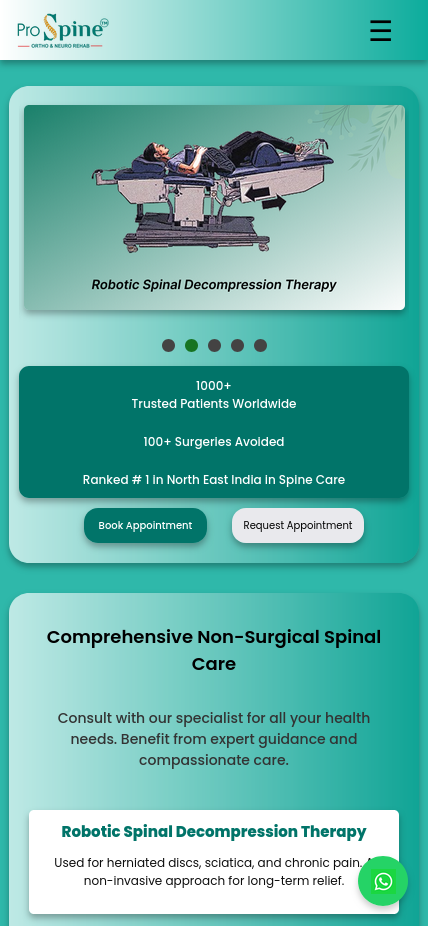 Pro Spine TM
ORTHO & NEURO REHAB
Robotic Spinal Decompression Therapy
1000+
Trusted Patients Worldwide
100+ Surgeries Avoided
Ranked # 1 in North East India in Spine Care
Book Appointment
Request Appointment
Comprehensive Non-Surgical Spinal
Care
Consult with our specialist for all your health
needs. Benefit from expert guidance and
compassionate care.
Robotic Spinal Decompression Therapy
Used for herniated discs, sciatica, and chronic pain.
non-invasive approach for long-term relief.